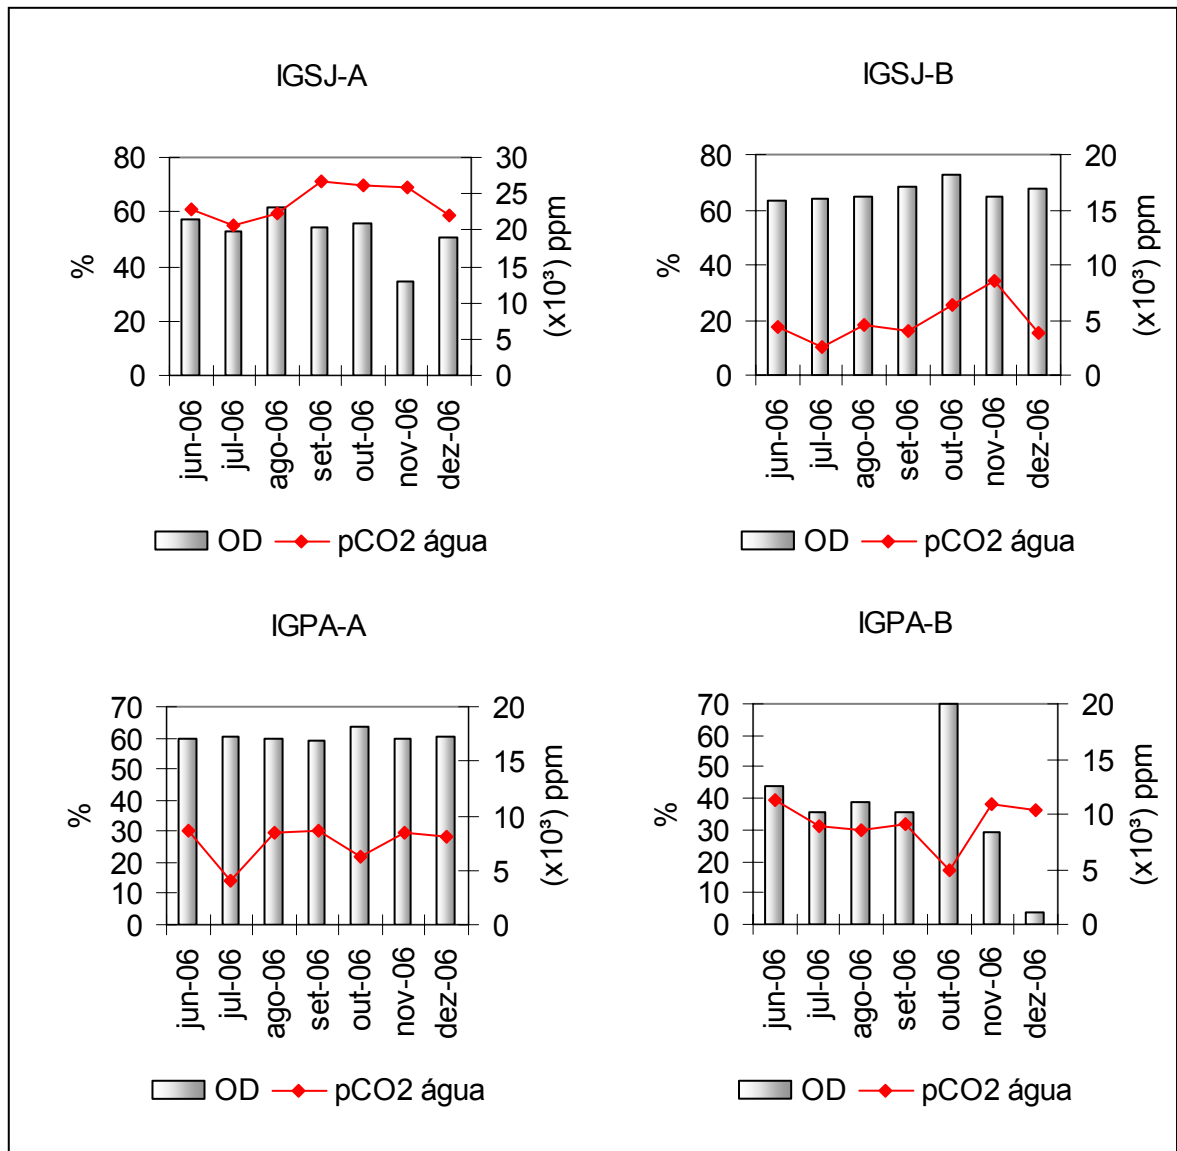 IGSJ-A
80
60
40
20
0
%
30
25
20
15
10
5
0
(x10³) ppm
jun-06
jul-06
ago-06
set-06
out-06
nov-06
dez-06
OD pCO2 água
IGSJ-B
80
60
40
20
0
%
20
15
10
5
0
(x10³) ppm
jun-06
jul-06
ago-06
set-06
out-06
nov-06
dez-06
OD pCO2 água
IGPA-A
70
60
50
40
30
20
10
0
%
20
15
10
5
0
(x10³) ppm
jun-06
jul-06
ago-06
set-06
out-06
nov-06
dez-06
OD pCO2 água
IGPA-B
70
60
50
40
30
20
10
0
%
20
15
10
5
0
(x10³) ppm
jun-06
jul-06
ago-06
set-06
out-06
nov-06
dez-06
OD pCO2 água